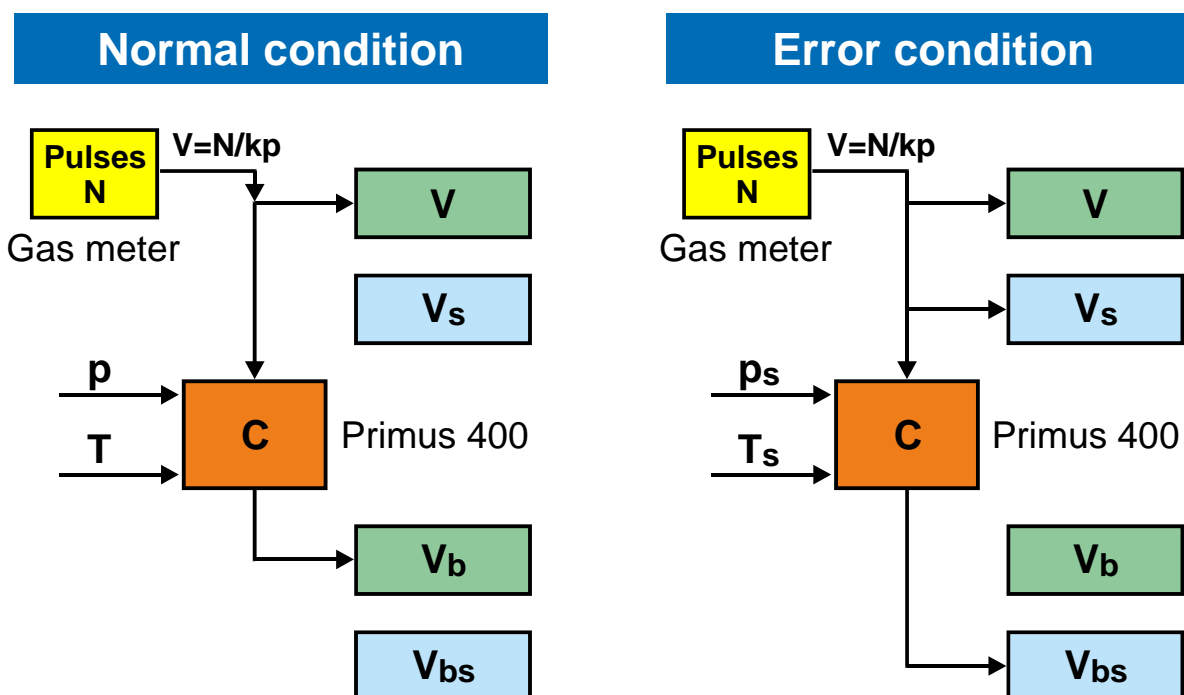 Normal condition
Pulses
N
V=N/kp
V
Gas meter
Vs
p
T
C
Primus 400
Vb
Vbs
Error condition
Pulses
N
V=N/kp
V
Gas meter
Vs
ps
Ts
C
Primus 400
Vb
Vbs